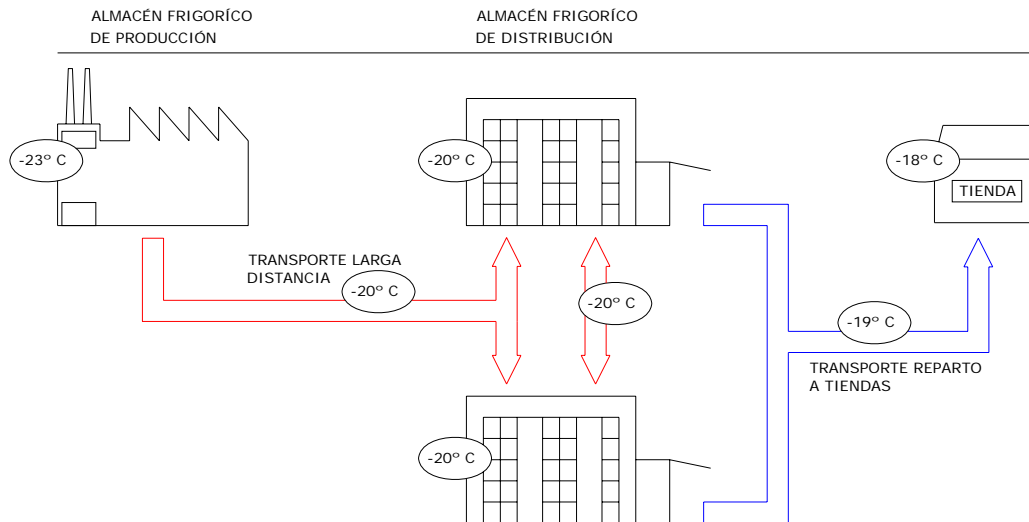 ALMACÉN FRIGORÍCO
DE PRODUCCIÓN
ALMACÉN FRIGORÍCO
DE DISTRIBUCIÓN
-23º C
-20º C
-18º C
TIENDA
TRANSPORTE LARGA
DISTANCIA
-20º C
-20º C
-19º C
TRANSPORTE REPARTO
A TIENDAS
-20º C